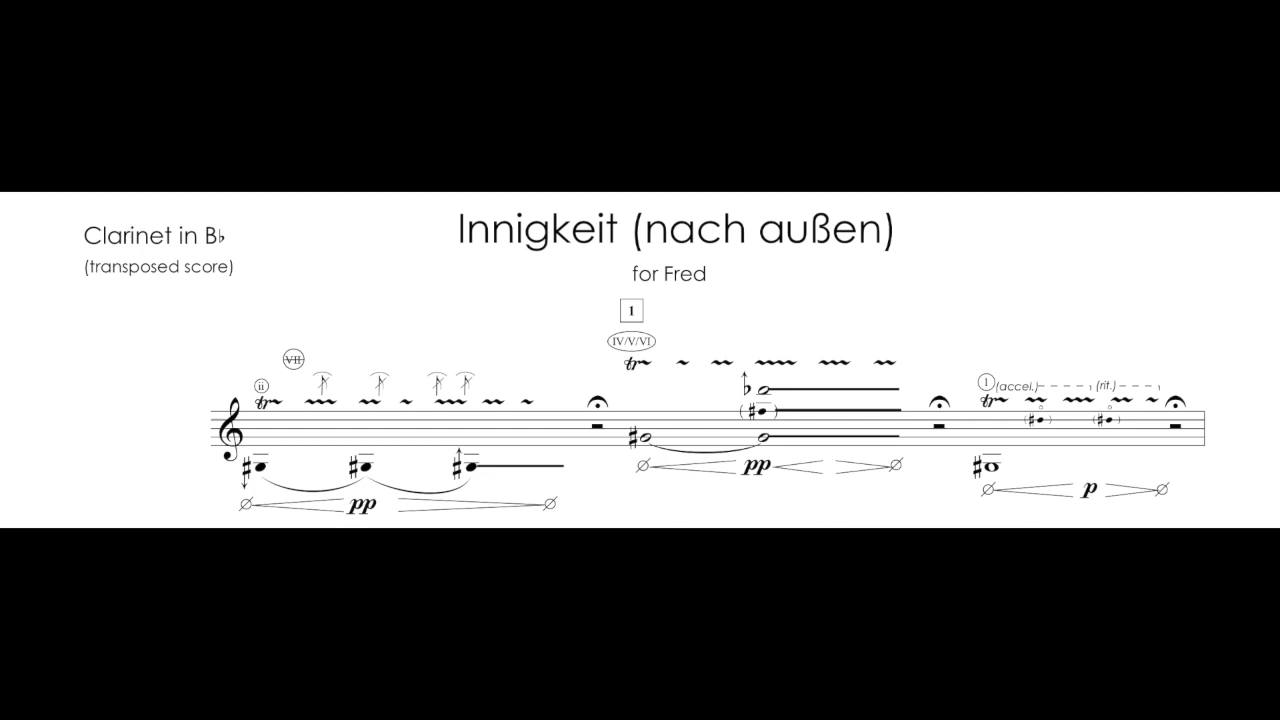 Innigkeit (nach außen)
Clarinet in B♭
(transposed score)
for Fred
1
IV/V/VI
VII
ii
tr
tr
1 (accel.) (rit.)
tr
pp
pp
p